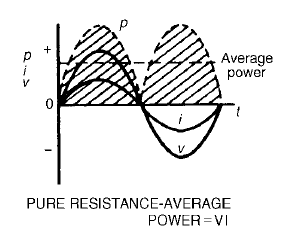 p
+
p
i
v
Average
power
0
t
i
v
−
PURE RESISTANCE-AVERAGE
POWER = VI